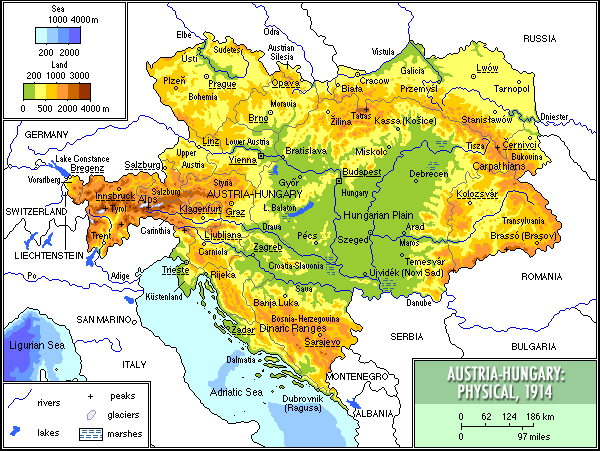 Sea
1000 4000 m
200 2000
Land
200 1000 3000
0 500 2000 4000 m
Elbe
Odra
Austrian
Silesia
Vistula
RUSSIA
Sudetes
Usti
Galicia
Lwów
Plzeň
Prague
Opava
Cracow
Biala
Przemyśl
Tarnopol
Bohemia
Moravia
Tatras
Brno
Žilina
Kassa (Košice)
Stanisławów
Dniester
GERMANY
Linz
Lower Austria
Bratislava
Miskolc
Tisza
Cernivci
Bukovina
Lake Constance
Bregenz
Salzburg
Upper
Austria
Vienna
Carpathians
Vorarlberg
Innsbruck
Alps
Salzburg
Styria
Győr
Budapest
Debrecen
AUSTRIA-HUNGARY
Hungary
Kolozsvár
SWITZERLAND
Tyrol
Klagenfurt
Graz
L. Balaton
Hungarian Plain
Transylvania
Trent
Carinthia
Ljubljana
Drava
Pécs
Szeged
Arad
Maros
Brassó (Brașov)
LIECHTENSTEIN
Carniola
Zagreb
Temesvár
Po
Adige
Trieste
Rijeka
Croatia-Slavonia
Ujvidék (Novi Sad)
ROMANIA
Küstenland
Sava
Banja Luka
Danube
SAN MARINO
Zadar
Bosnia-Herzegovina
Dinaric Ranges
Sarajevo
SERBIA
BULGARIA
Ligurian Sea
ITALY
Dalmatia
MONTENEGRO
Adriatic Sea
Dubrovnik
(Ragusa)
ALBANIA
rivers
peaks
glaciers
lakes
marshes
AUSTRIA-HUNGARY:
PHYSICAL, 1914
0 62 124 186 km
0 97 miles